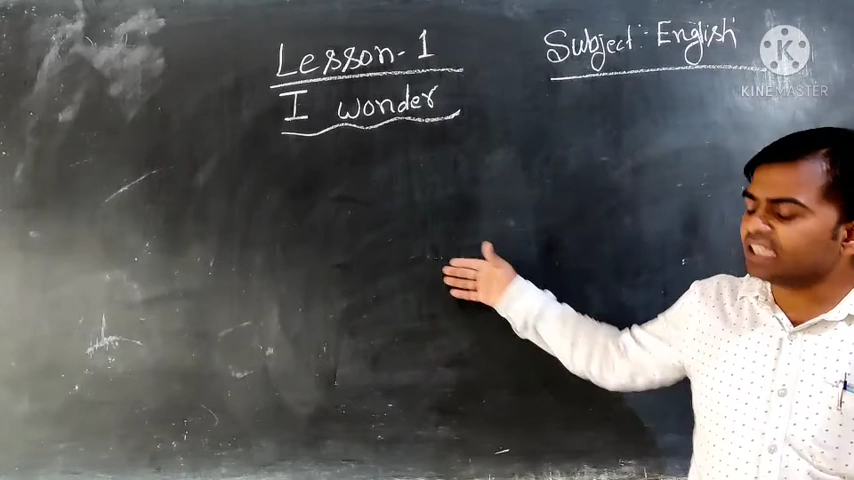 Lesson-1
I wonder
Subject:-English
K
KINEMASTER